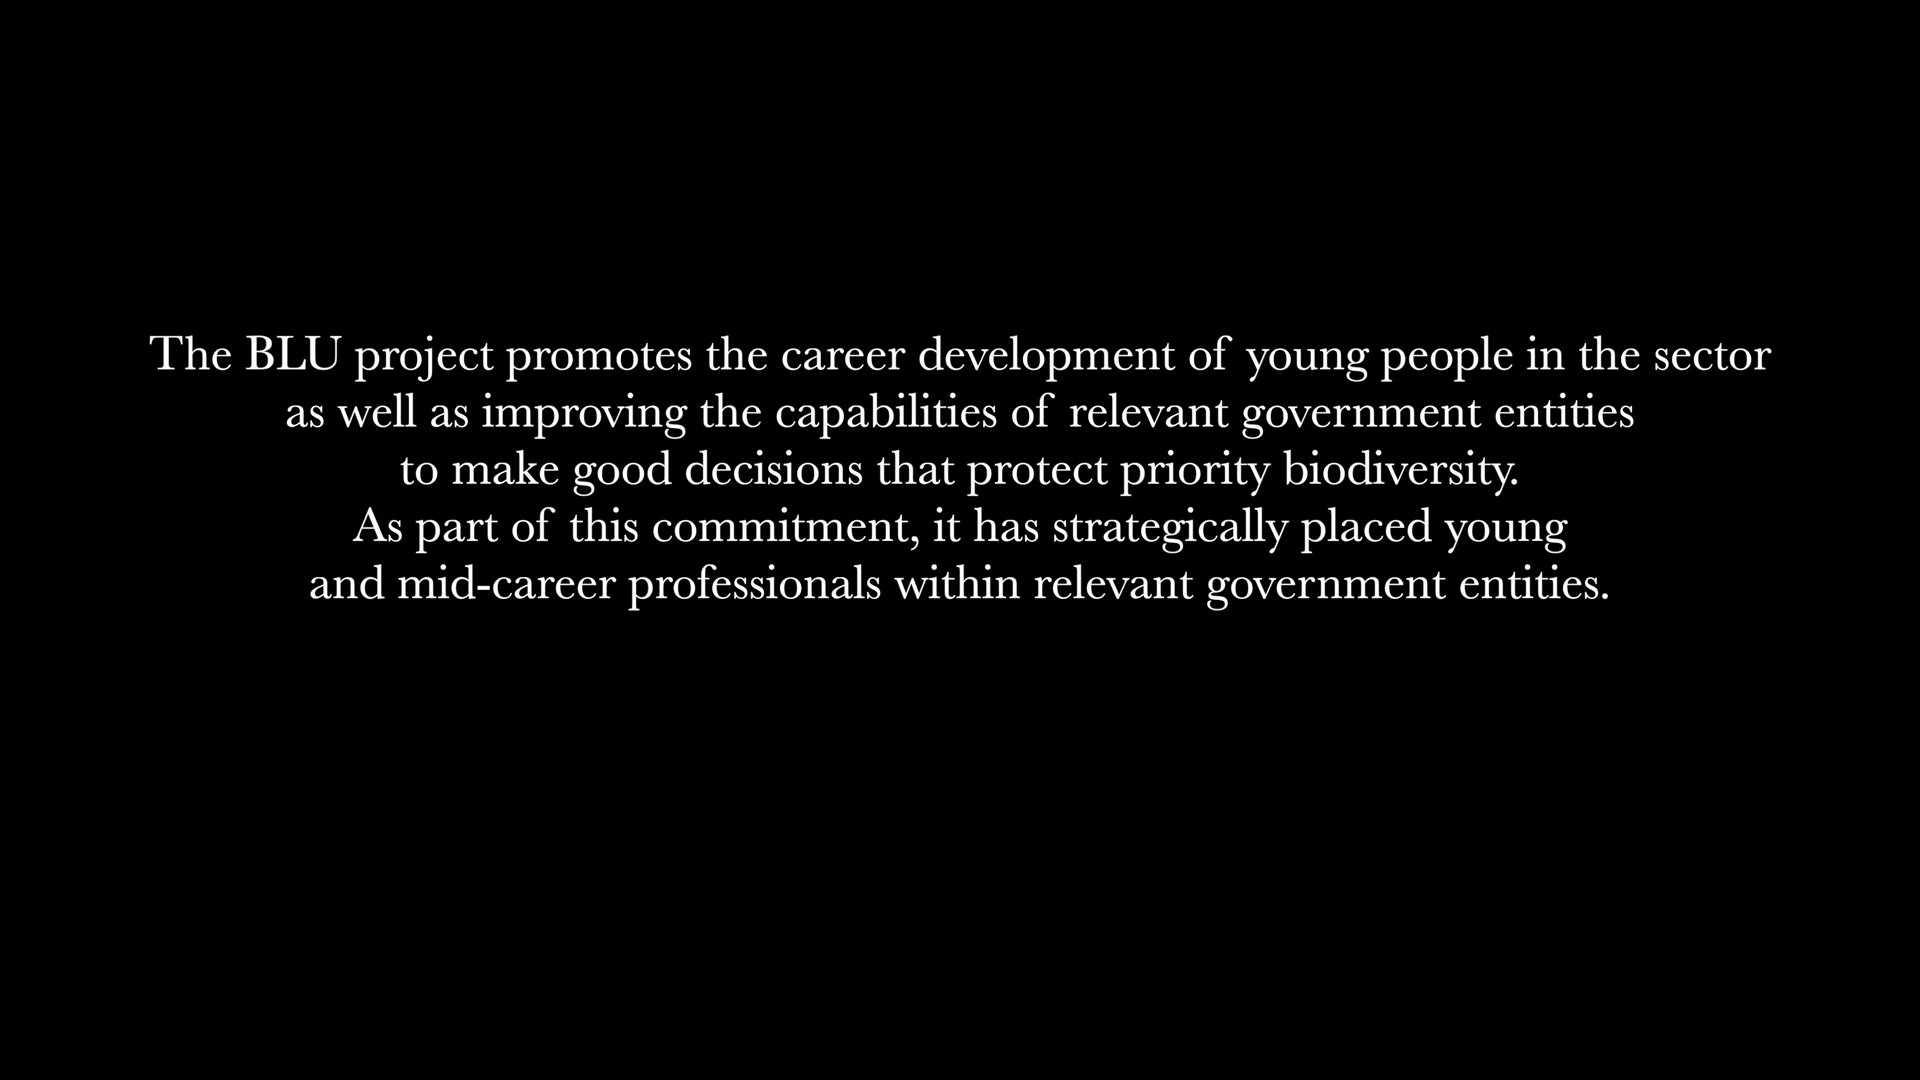 The BLU project promotes the career development of young people in the sector
as well as improving the capabilities of relevant government entities
to make good decisions that protect priority biodiversity.
As part of this commitment, it has strategically placed young
and mid-career professionals within relevant government entities.